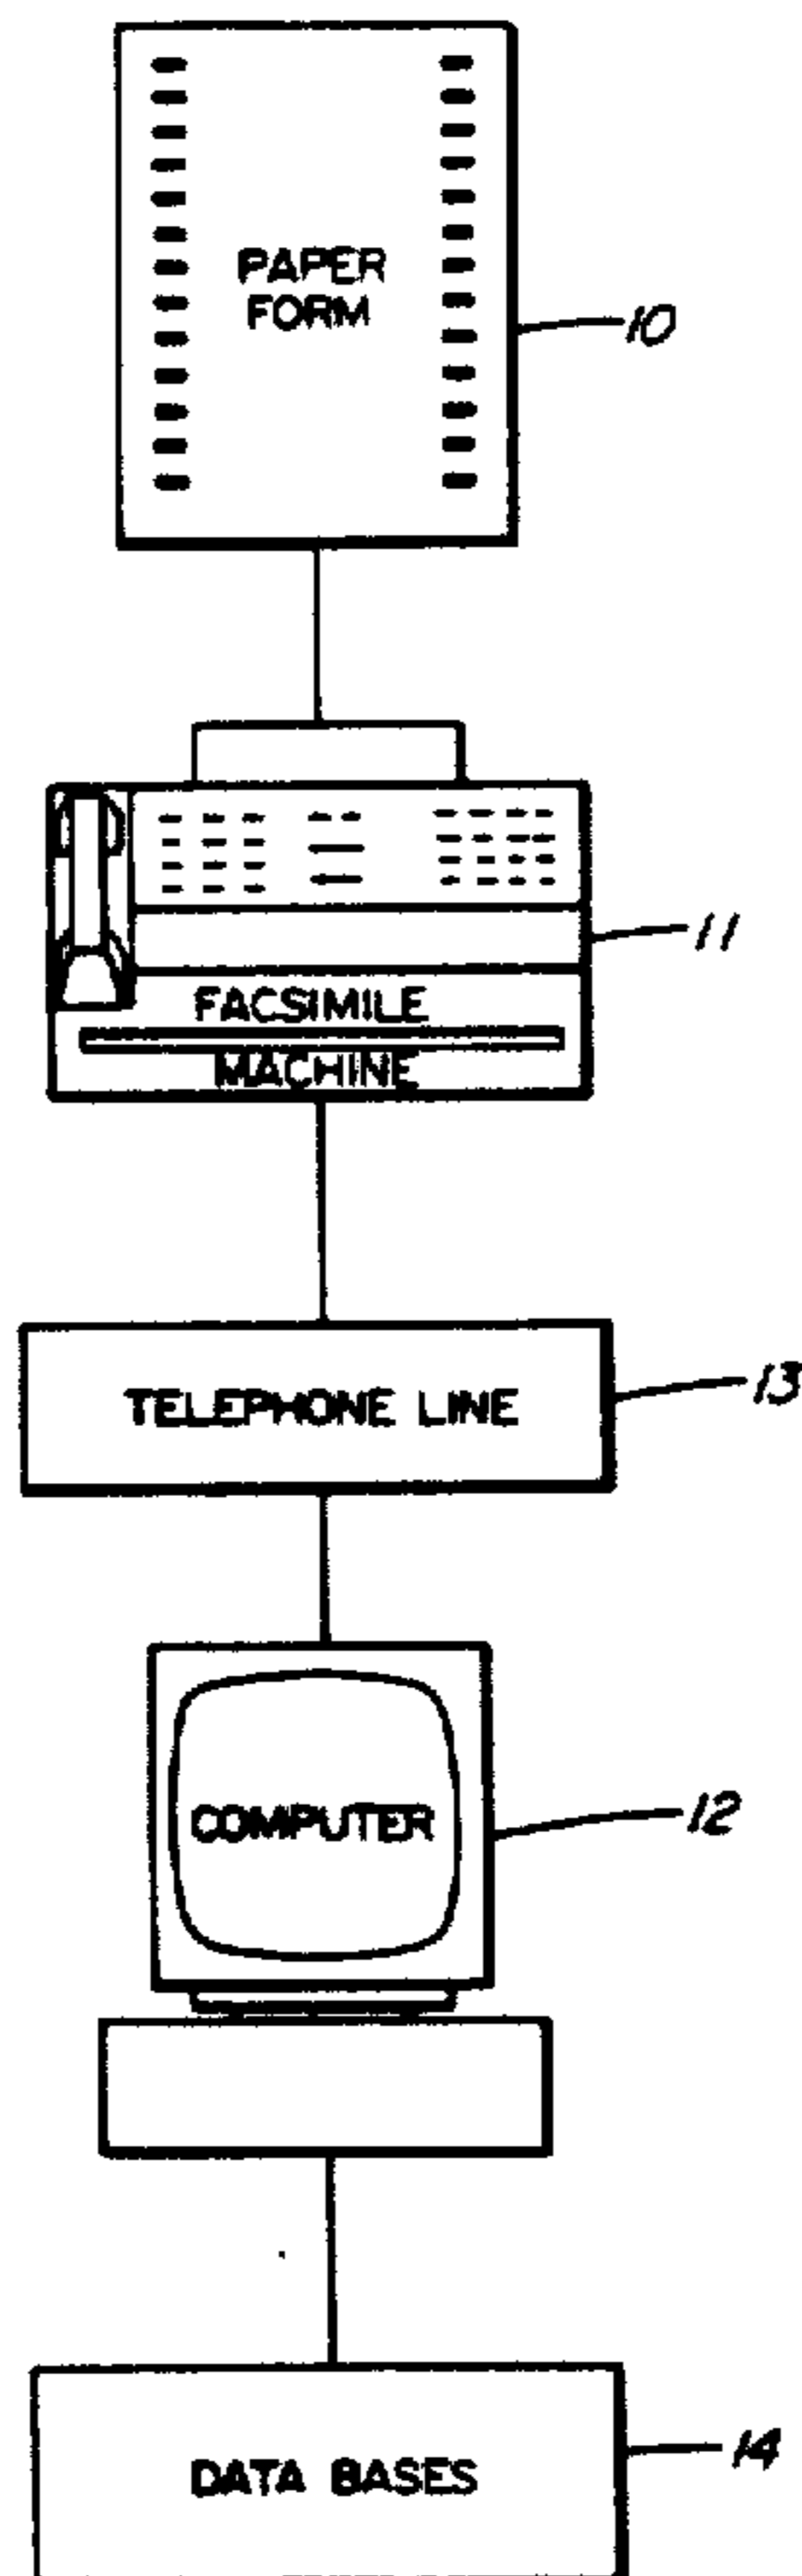 PAPER
FORM
10
11
FACSIMILE
MACHINE
13
TELEPHONE LINE
12
COMPUTER
14
DATA BASES